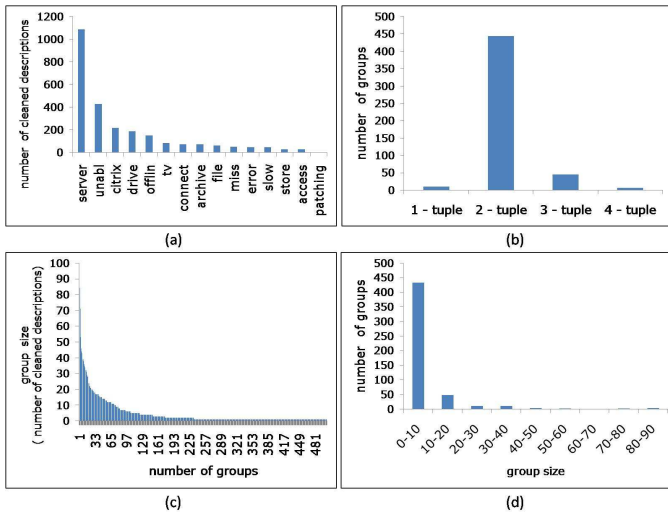 number of cleaned descriptions
1200
1000
800
600
400
200
0
server
unabl
citrix
drive
offlin
tv
connect
archive
file
miss
error
slow
store
access
patching
(a)
number of groups
500
450
400
350
300
250
200
150
100
50
0
1 - tuple
2 - tuple
3 - tuple
4 - tuple
(b)
group size
( number of cleaned descriptions)
100
90
80
70
60
50
40
30
20
10
0
1
33
65
97
129
161
193
225
257
289
321
353
385
417
449
481
number of groups
(c)
number of groups
500
450
400
350
300
250
200
150
100
50
0
0-10
10-20
20-30
30-40
40-50
50-60
60-70
70-80
80-90
group size
(d)